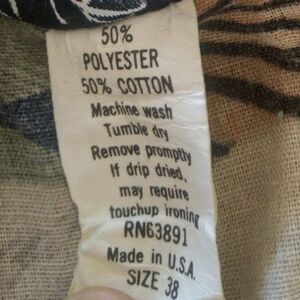 50%
POLYESTER
50% COTTON
Machine wash
Tumble dry
Remove promptly
If drip dried,
may require
touchup ironing
RN63891
Made in U.S.A.
SIZE 38